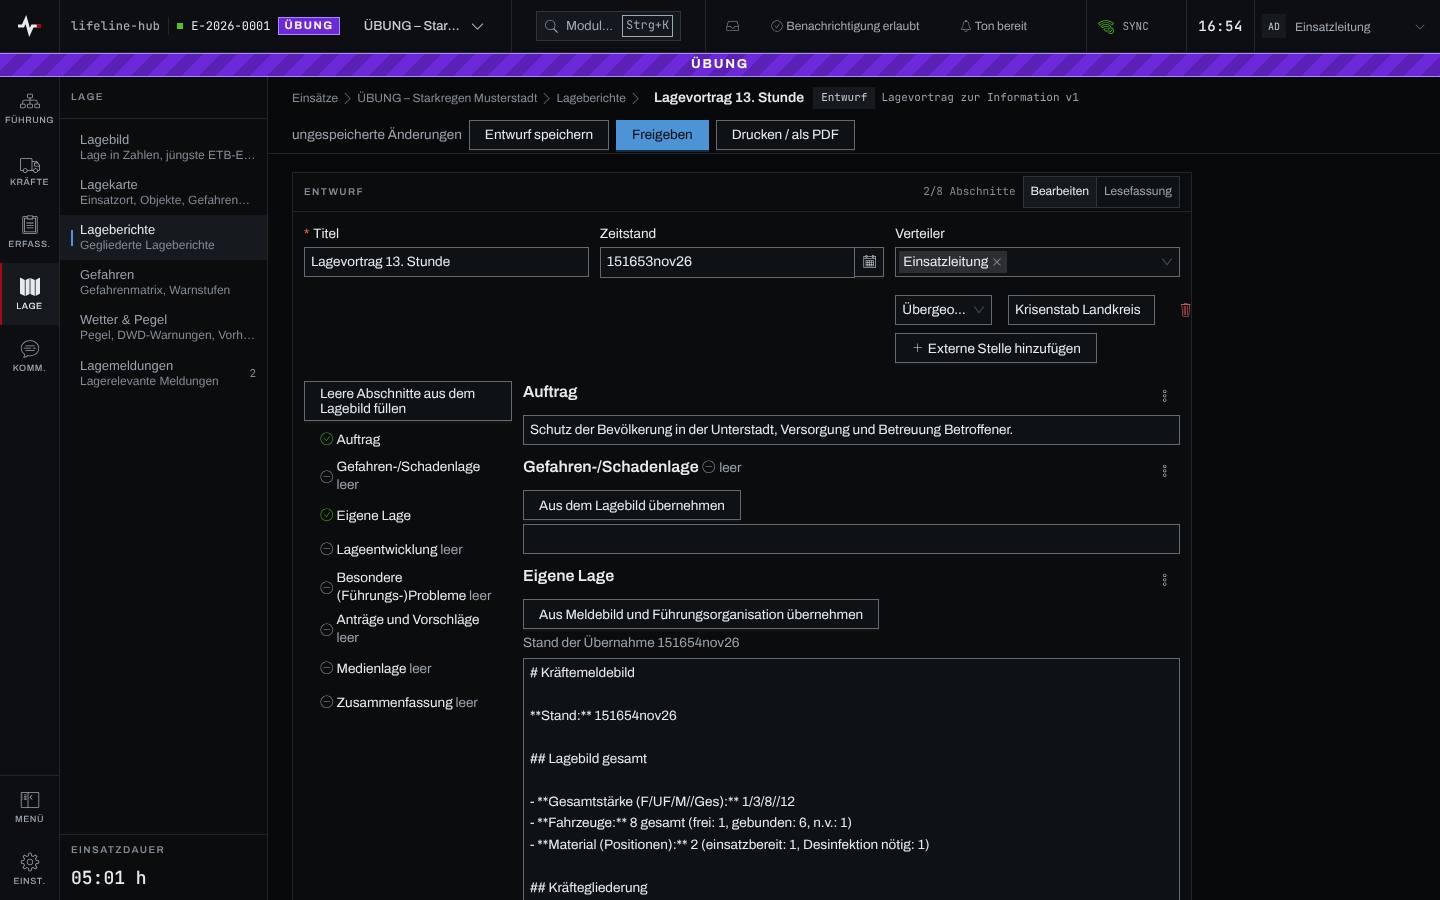 lifeline-hub
E-2026-0001 ÜBUNG
ÜBUNG – Star...
Modul... Strg+K
Benachrichtigung erlaubt
Ton bereit
SYNC
16:54
AD Einsatzleitung
ÜBUNG
FÜHRUNG
KRÄFTE
ERFASS.
LAGE
KOMM.
MENÜ
EINST.
LAGE
Lagebild
Lage in Zahlen, jüngste ETB-E...
Lagekarte
Einsatzort, Objekte, Gefahren...
Lageberichte
Gegliederte Lageberichte
Gefahren
Gefahrenmatrix, Warnstufen
Wetter & Pegel
Pegel, DWD-Warnungen, Vorh...
Lagemeldungen
Lagerelevante Meldungen
2
EINSATZDAUER
05:01 h
Einsätze > ÜBUNG – Starkregen Musterstadt > Lageberichte > Lagevortrag 13. Stunde Entwurf Lagevortrag zur Information v1
ungespeicherte Änderungen Entwurf speichern Freigeben Drucken / als PDF
ENTWURF
2/8 Abschnitte Bearbeiten Lesefassung
* Titel
Lagevortrag 13. Stunde
Zeitstand
151653nov26
Verteiler
Einsatzleitung ×
Übergeo... Krisenstab Landkreis
+ Externe Stelle hinzufügen
Leere Abschnitte aus dem
Lagebild füllen
Auftrag
Gefahren-/Schadenlage
leer
Eigene Lage
Lageentwicklung leer
Besondere
(Führungs-)Probleme leer
Anträge und Vorschläge
leer
Medienlage leer
Zusammenfassung leer
Auftrag
Schutz der Bevölkerung in der Unterstadt, Versorgung und Betreuung Betroffener.
Gefahren-/Schadenlage leer
Aus dem Lagebild übernehmen
Eigene Lage
Aus Meldebild und Führungsorganisation übernehmen
Stand der Übernahme 151654nov26
# Kräftemeldebild
**Stand:** 151654nov26
## Lagebild gesamt
- **Gesamtstärke (F/UF/M//Ges):** 1/3/8//12
- **Fahrzeuge:** 8 gesamt (frei: 1, gebunden: 6, n.v.: 1)
- **Material (Positionen):** 2 (einsatzbereit: 1, Desinfektion nötig: 1)
## Kräftegliederung